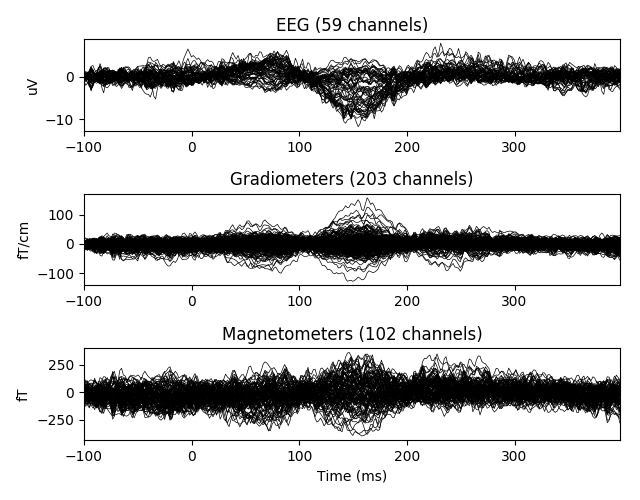 EEG (59 channels)
uV
0
−10
−100 0 100 200 300
Gradiometers (203 channels)
fT/cm
100
0
−100
−100 0 100 200 300
Magnetometers (102 channels)
fT
250
0
−250
−100 0 100 200 300
Time (ms)